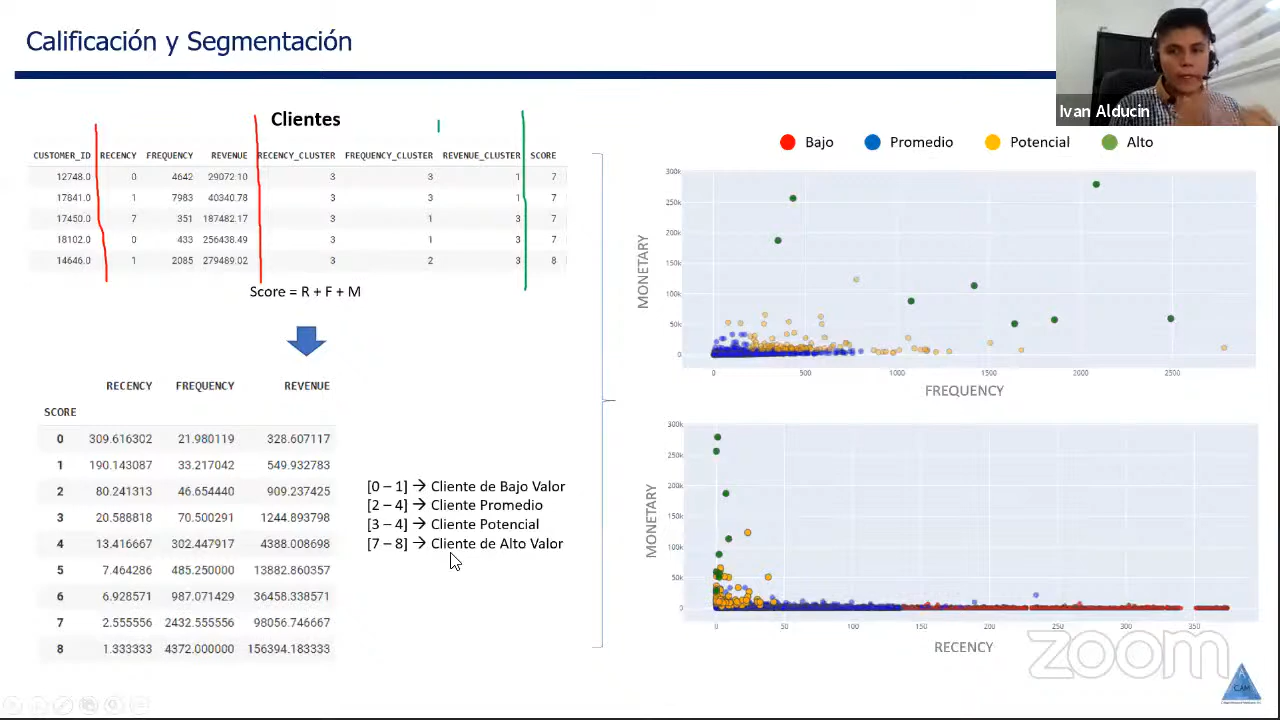 Calificación y Segmentación
Ivan Alducin
Clientes
CUSTOMER_ID RECENCY FREQUENCY REVENUE RECENCY_CLUSTER FREQUENCY_CLUSTER REVENUE_CLUSTER SCORE
12748.0 0 4642 29072.10 3 3 1 7
17841.0 1 7983 40340.78 3 3 1 7
17450.0 7 351 187482.17 3 1 3 7
18102.0 0 433 256438.49 3 1 3 7
14646.0 1 2085 279489.02 3 2 3 8
Score = R + F + M
RECENCY FREQUENCY REVENUE
SCORE
0 309.616302 21.980119 328.607117
1 190.143087 33.217042 549.932783
2 80.241313 46.654440 909.237425
3 20.588818 70.500291 1244.893798
4 13.416667 302.447917 4388.008698
5 7.464286 485.250000 13882.860357
6 6.928571 987.071429 36458.338571
7 2.555556 2432.555556 98056.746667
8 1.333333 4372.000000 156394.183333
[0 – 1] → Cliente de Bajo Valor
[2 – 4] → Cliente Promedio
[3 – 4] → Cliente Potencial
[7 – 8] → Cliente de Alto Valor
Bajo Promedio Potencial Alto
300k
250k
200k
150k
100k
50k
0
MONETARY
0 500 1000 1500 2000 2500
FREQUENCY
300k
250k
200k
150k
100k
50k
0
MONETARY
0 50 100 150 200 250 300 350
RECENCY
zoom
CAM